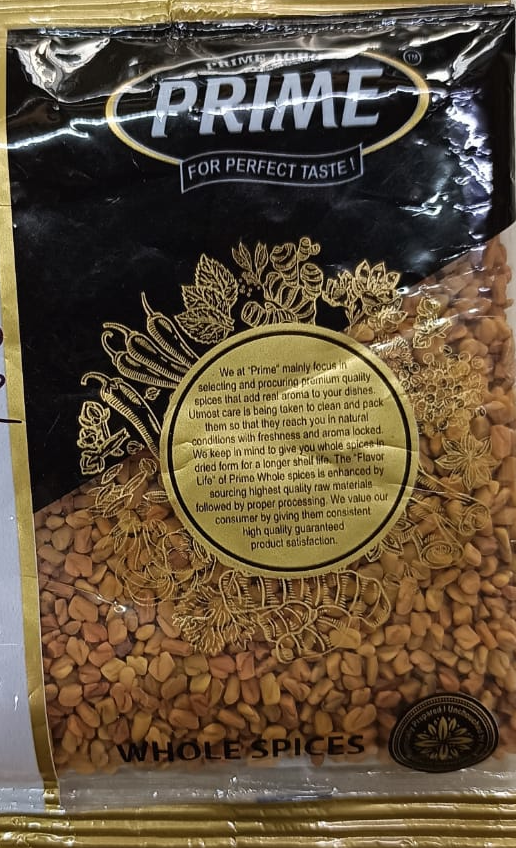 PRIME AGRO
PRIME™
FOR PERFECT TASTE !
We at "Prime" mainly focus in
selecting and procuring premium quality
spices that add real aroma to your dishes.
Utmost care is being taken to clean and pack
them so that they reach you in natural
conditions with freshness and aroma locked.
We keep in mind to give you whole spices in
dried form for a longer shelf life. The "Flavor
Life" of Prime Whole spices is enhanced by
sourcing highest quality raw materials
followed by proper processing. We value our
consumer by giving them consistent
high quality guaranteed
product satisfaction.
WHOLE SPICES
Prepared !